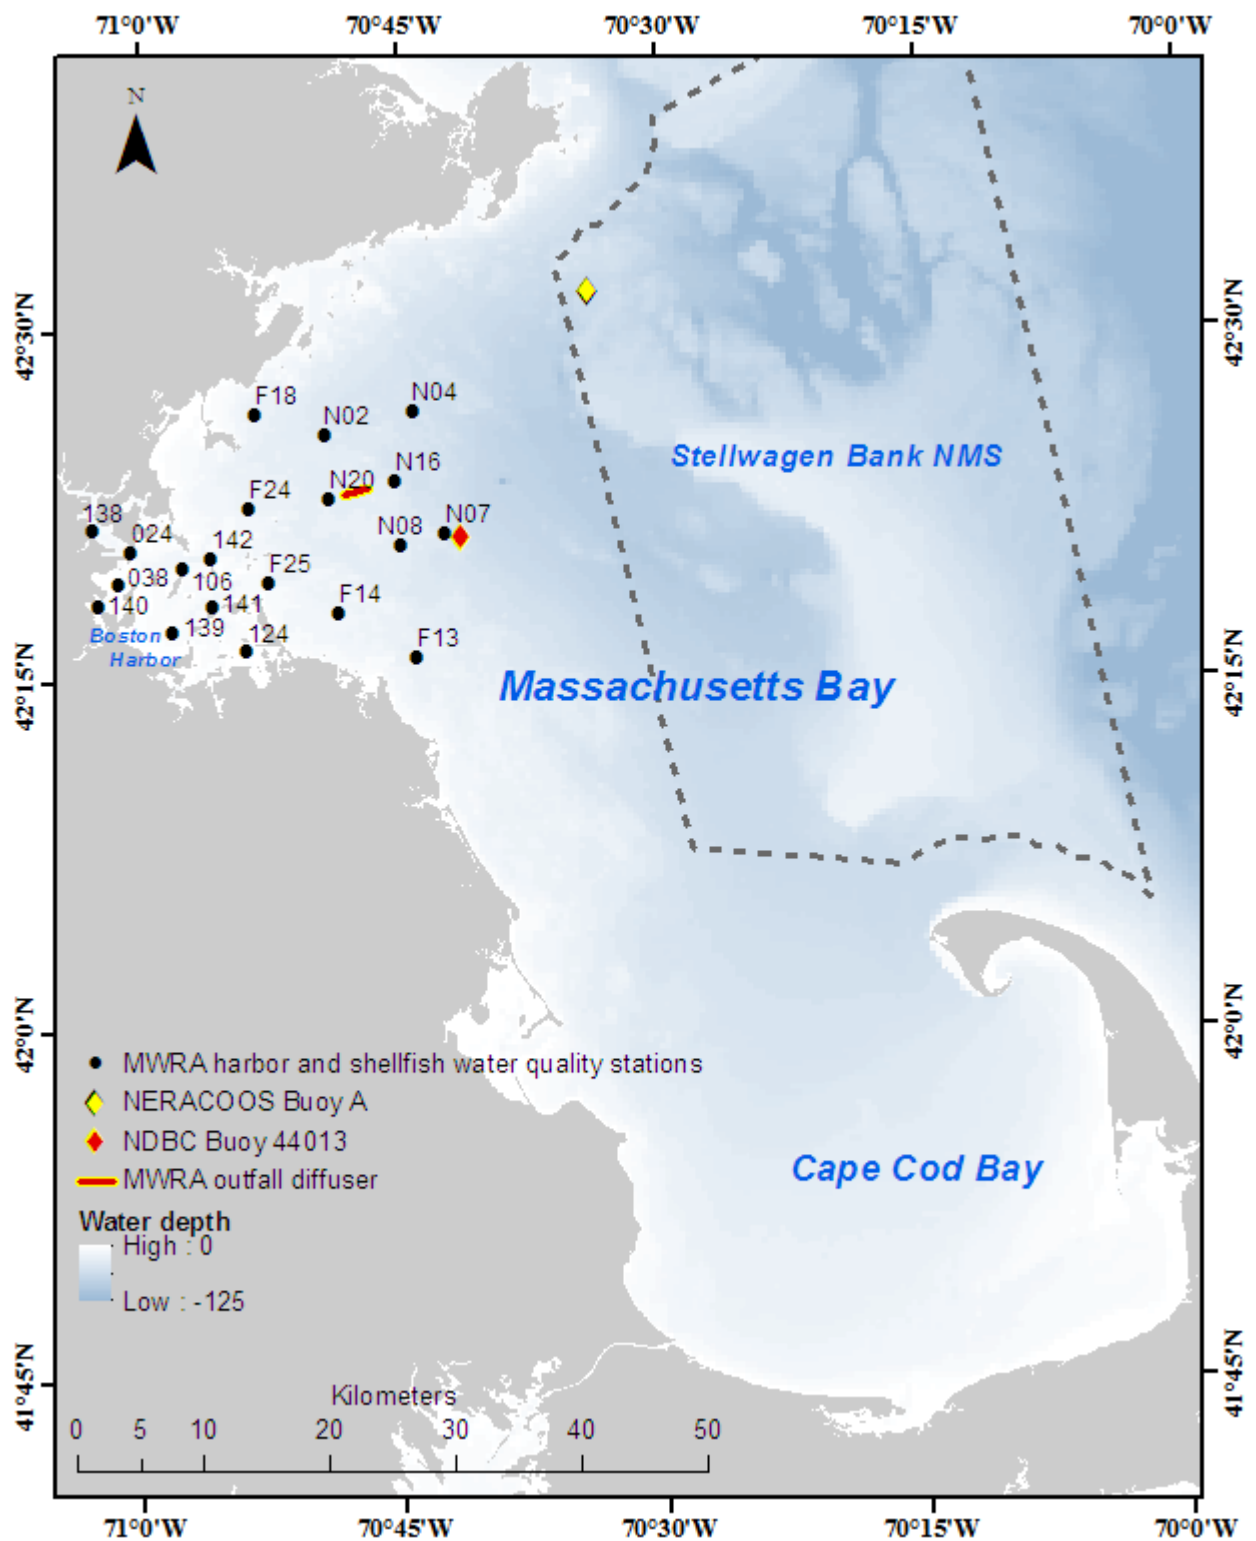 71°0'W 70°45'W 70°30'W 70°15'W 70°0'W
N
42°30'N
42°30'N
F18
N02
N04
Stellwagen Bank NMS
N16
N20
F24
N07
N08
138
024
142
F25
038
106
F14
140
141
Boston
Harbor
139
124
F13
42°15'N
42°15'N
Massachusetts Bay
42°0'N
42°0'N
MWRA harbor and shellfish water quality stations
NERACOOS Buoy A
NDBC Buoy 44013
MWRA outfall diffuser
Cape Cod Bay
Water depth
High : 0
Low : -125
41°45'N
41°45'N
Kilometers
0 5 10 20 30 40 50
71°0'W 70°45'W 70°30'W 70°15'W 70°0'W